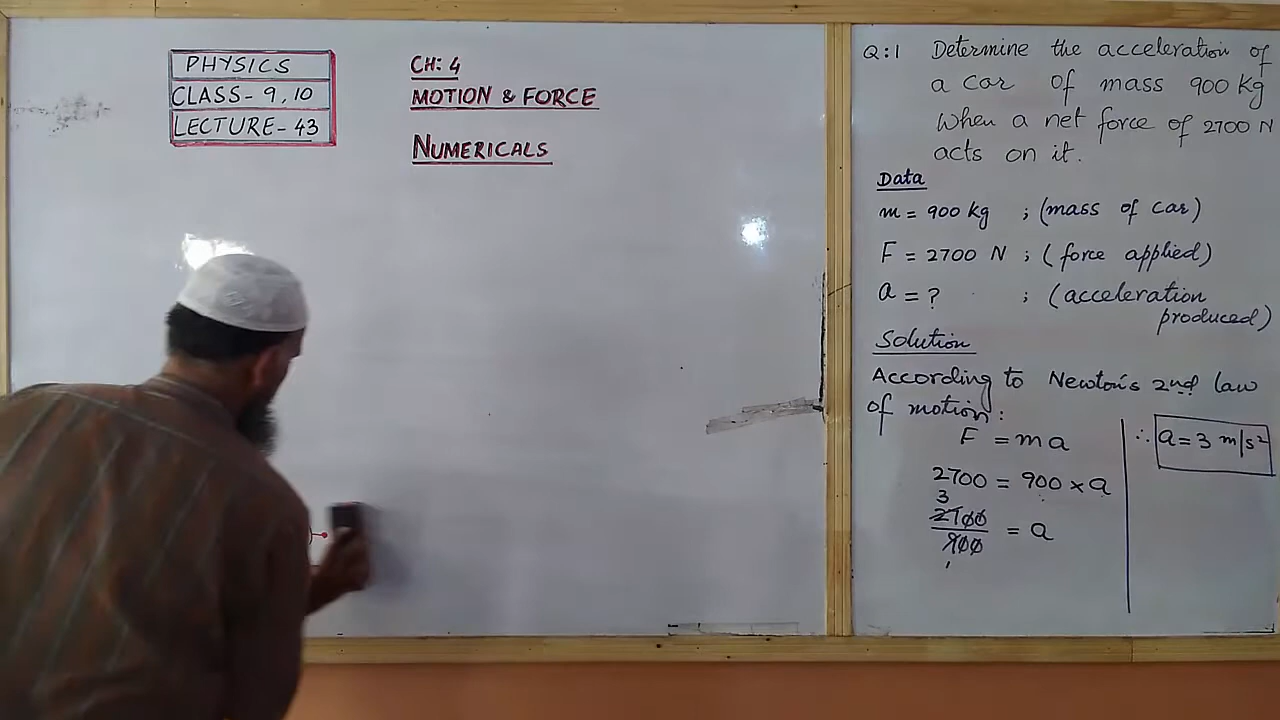 PHYSICS
CLASS-9,10
LECTURE-43
CH: 4
MOTION & FORCE
NUMERICALS
Q:1 Determine the acceleration of
a car of mass 900 Kg
When a net force of 2700 N
acts on it.
Data
m = 900 kg ; (mass of car)
F = 2700 N ; (force applied)
a = ? ; (acceleration
produced)
Solution
According to Newton's 2nd law
of motion:
F = ma
2700 = 900 × a
3
2700
900
= a
1
∴ a = 3 m/s²